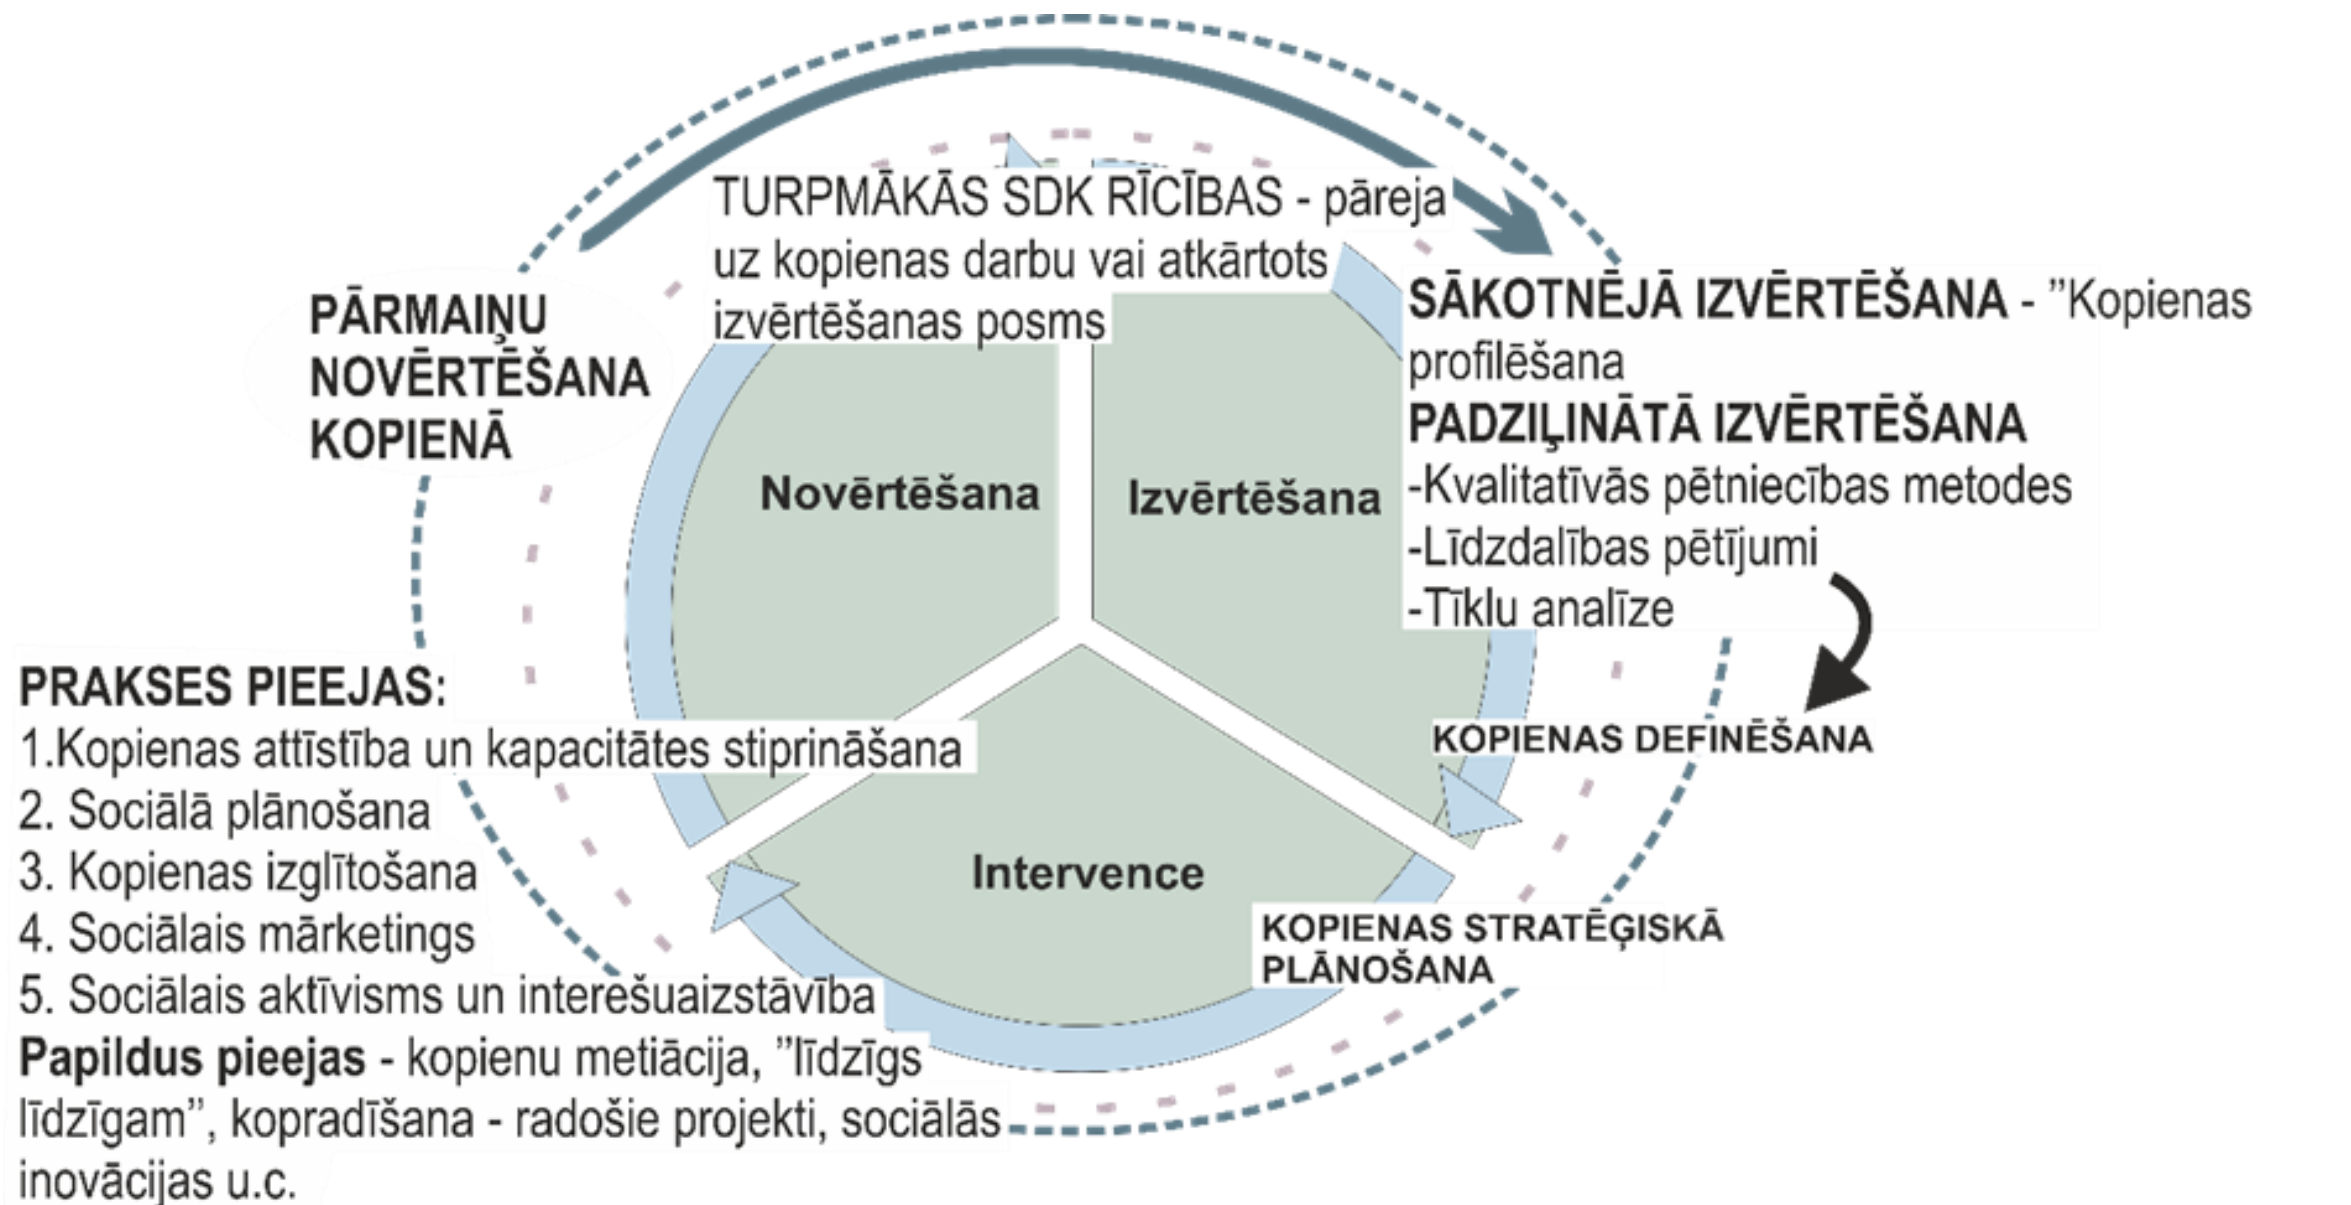 TURPMĀKĀS SDK RĪCĪBAS - pāreja
uz kopienas darbu vai atkārtots
izvērtēšanas posms
PĀRMAIŅU
NOVĒRTĒŠANA
KOPIENĀ
SĀKOTNĒJĀ IZVĒRTĒŠANA - ”Kopienas
profilēšana
PADZIĻINĀTĀ IZVĒRTĒŠANA
-Kvalitatīvās pētniecības metodes
-Līdzdalības pētījumi
-Tīklu analīze
Novērtēšana
Izvērtēšana
KOPIENAS DEFINĒŠANA
Intervence
KOPIENAS STRATĒĢISKĀ
PLĀNOŠANA
PRAKSES PIEEJAS:
1.Kopienas attīstība un kapacitātes stiprināšana
2. Sociālā plānošana
3. Kopienas izglītošana
4. Sociālais mārketings
5. Sociālais aktīvisms un interešuaizstāvība
Papildus pieejas - kopienu metiācija, ”līdzīgs
līdzīgam”, kopradīšana - radošie projekti, sociālās
inovācijas u.c.